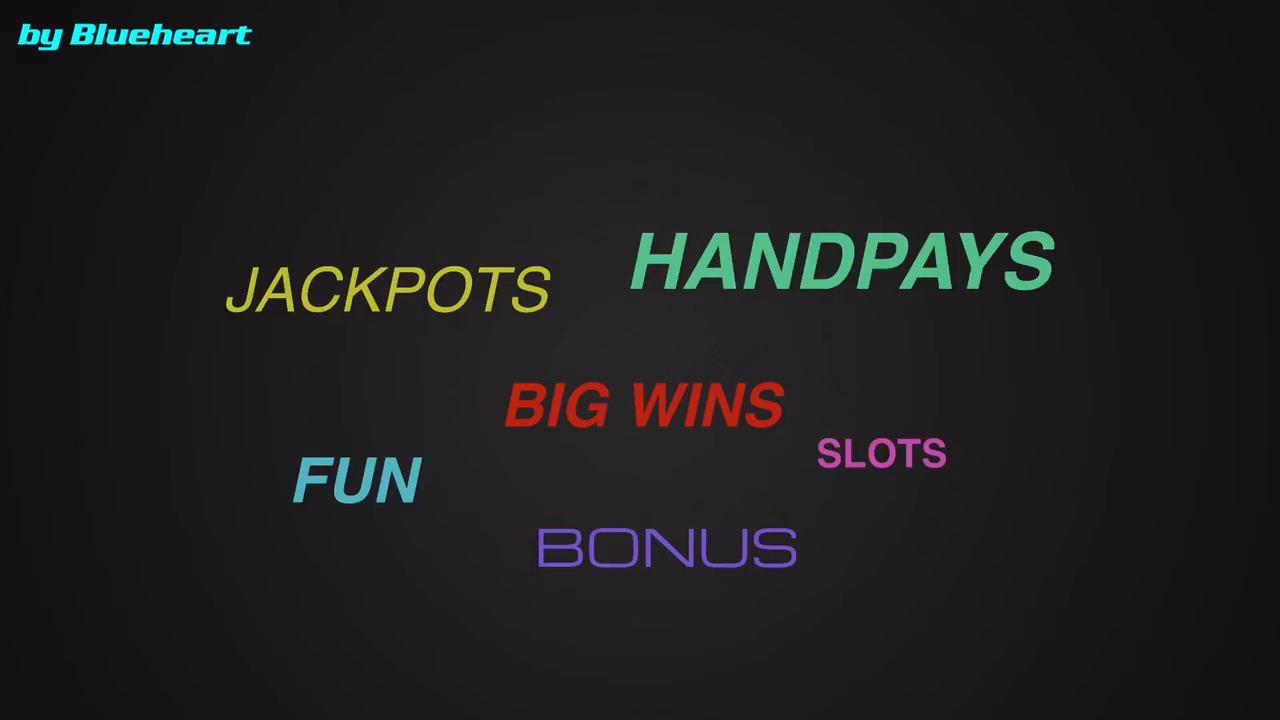 by Blueheart
JACKPOTS
HANDPAYS
BIG WINS
SLOTS
FUN
BONUS